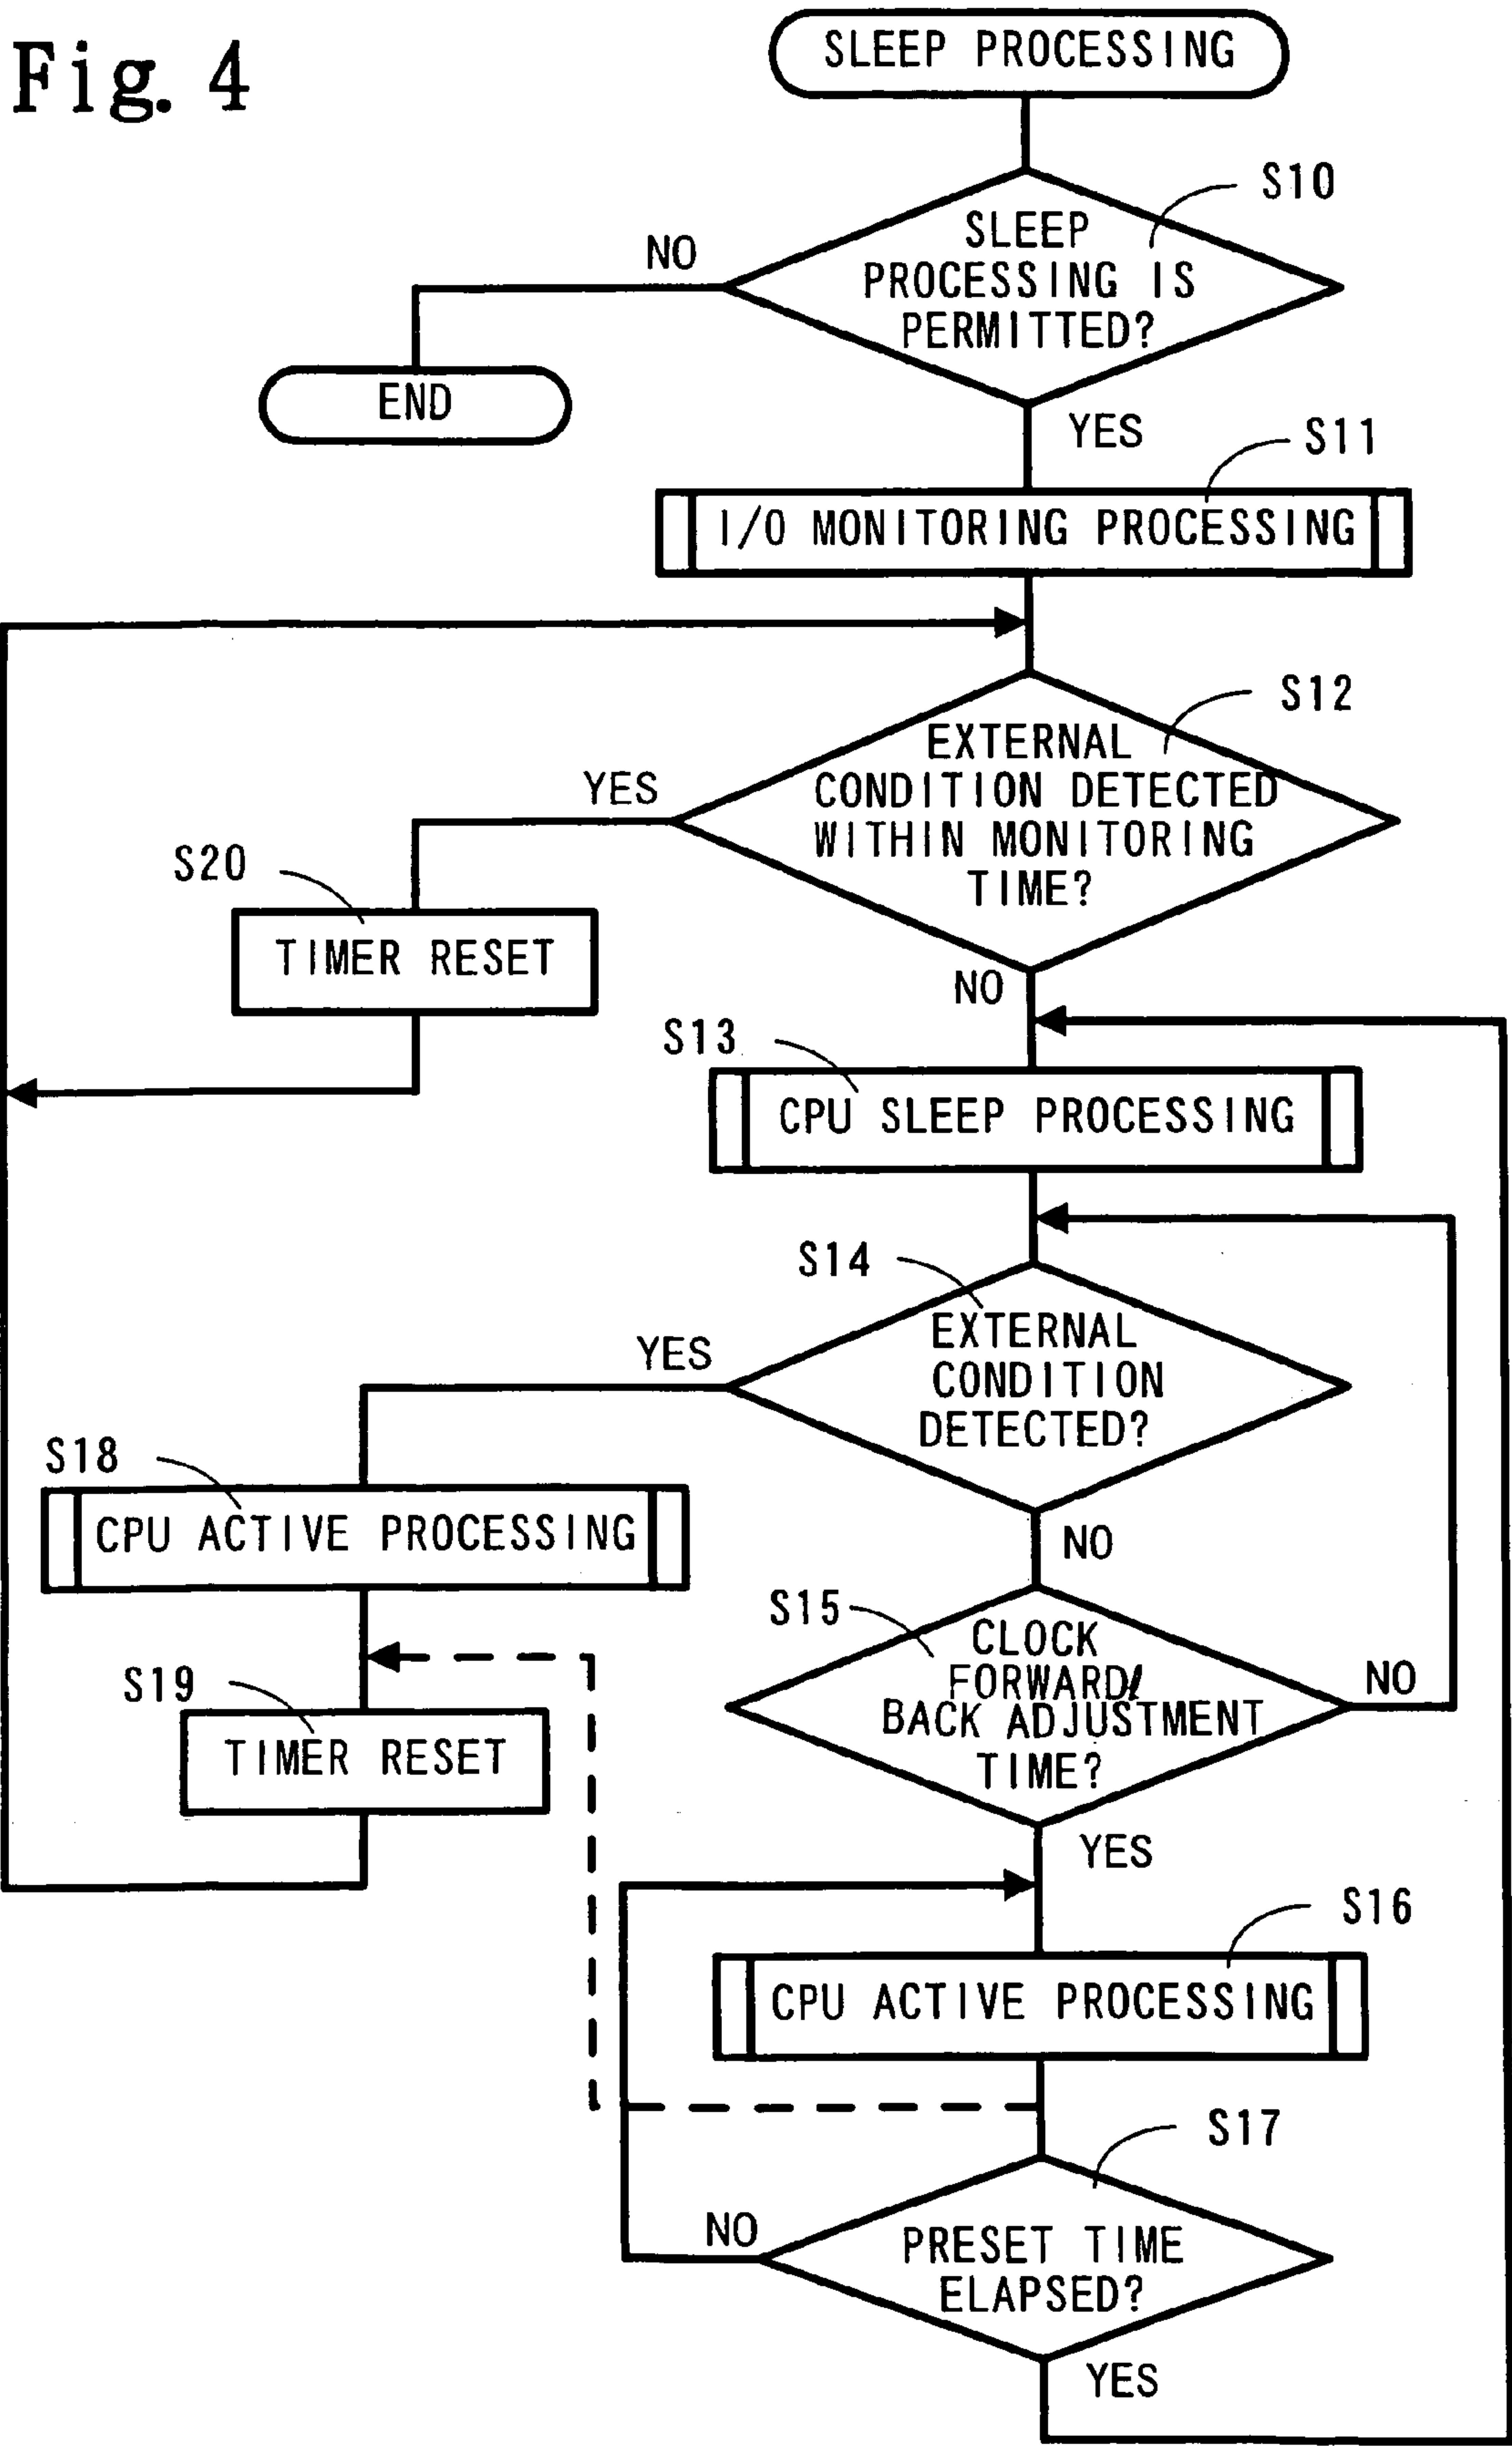 Fig. 4
SLEEP PROCESSING
S10
SLEEP
PROCESSING IS
PERMITTED?
NO
END
YES
S11
I/O MONITORING PROCESSING
S12
EXTERNAL
CONDITION DETECTED
WITHIN MONITORING
TIME?
YES
S20
TIMER RESET
NO
S13
CPU SLEEP PROCESSING
S14
EXTERNAL
CONDITION
DETECTED?
YES
S18
CPU ACTIVE PROCESSING
NO
S15
CLOCK
FORWARD/
BACK ADJUSTMENT
TIME?
NO
S19
TIMER RESET
YES
S16
CPU ACTIVE PROCESSING
S17
PRESET TIME
ELAPSED?
NO
YES